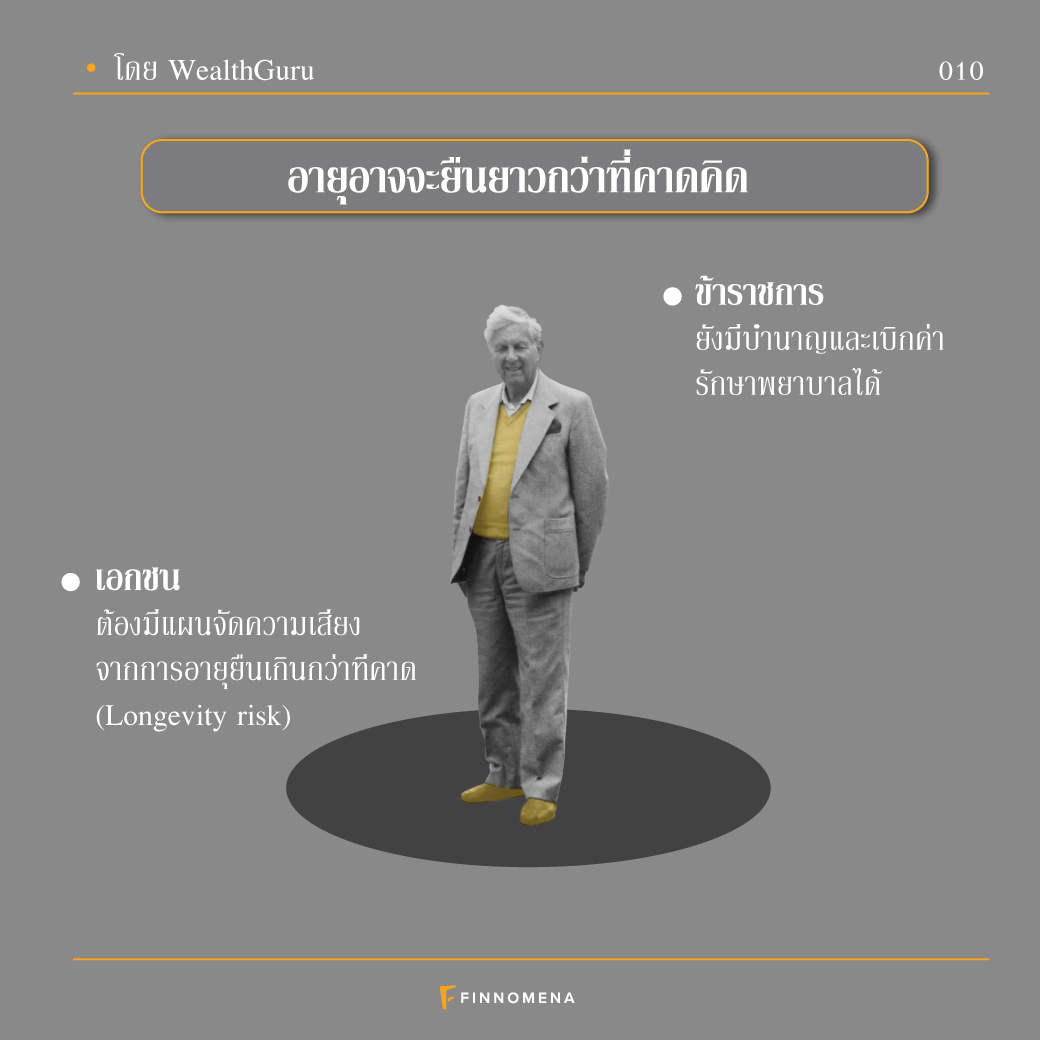 โดย WealthGuru
010
อายุอาจจะยืนยาวกว่าที่คาดคิด
ข้าราชการ
ยังมีบำนาญและเบิกค่า
รักษาพยาบาลได้
เอกชน
ต้องมีแผนจัดความเสี่ยง
จากการอายุยืนเกินกว่าที่คาด
(Longevity risk)
FINNOMENA